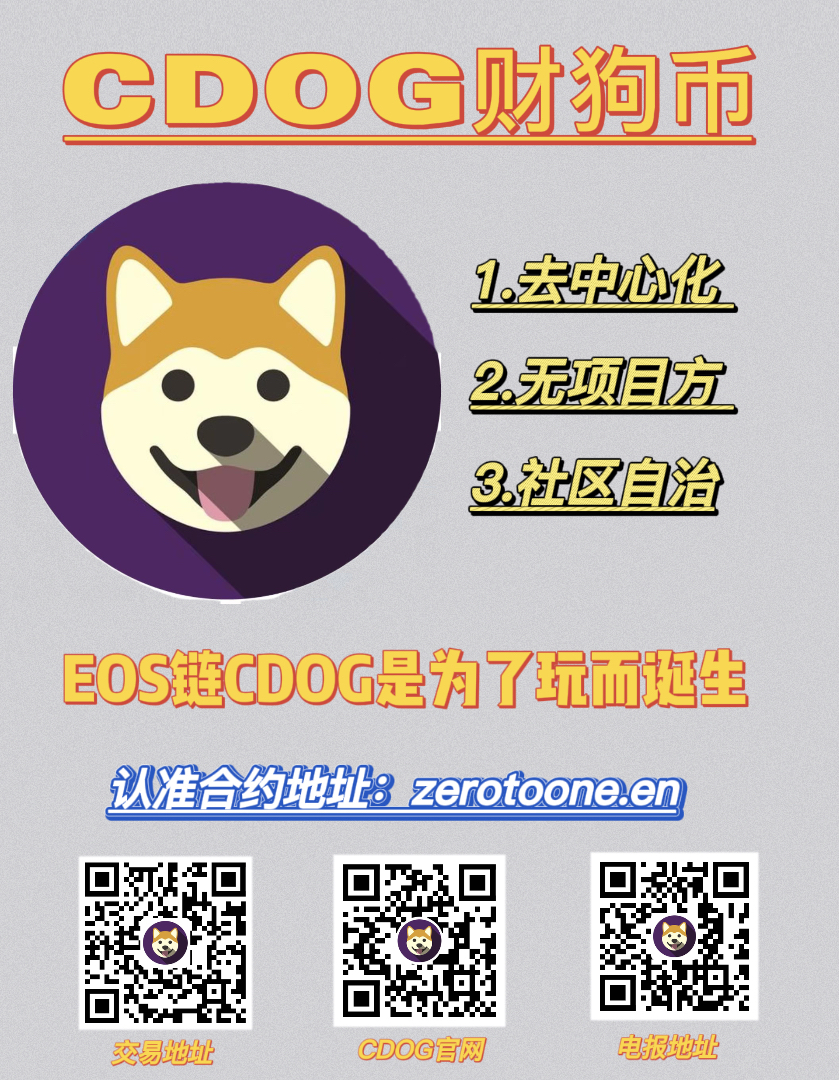 CDOG财狗币
1.去中心化
2.无项目方
3.社区自治
EOS链CDOG是为了玩而诞生
认准合约地址：zerotoone.en
交易地址
CDOG官网
电报地址